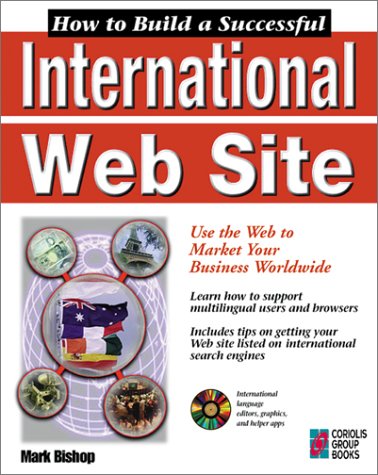 How to Build a Successful
International
Web Site
Use the Web to
Market Your
Business Worldwide
Learn how to support
multilingual users and browsers
Includes tips on getting your
Web site listed on international
search engines
International
language
editors, graphics,
and helper apps
Mark Bishop
CORIOLIS
GROUP
BOOKS